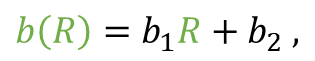 b(R) = b₁R + b₂ ,